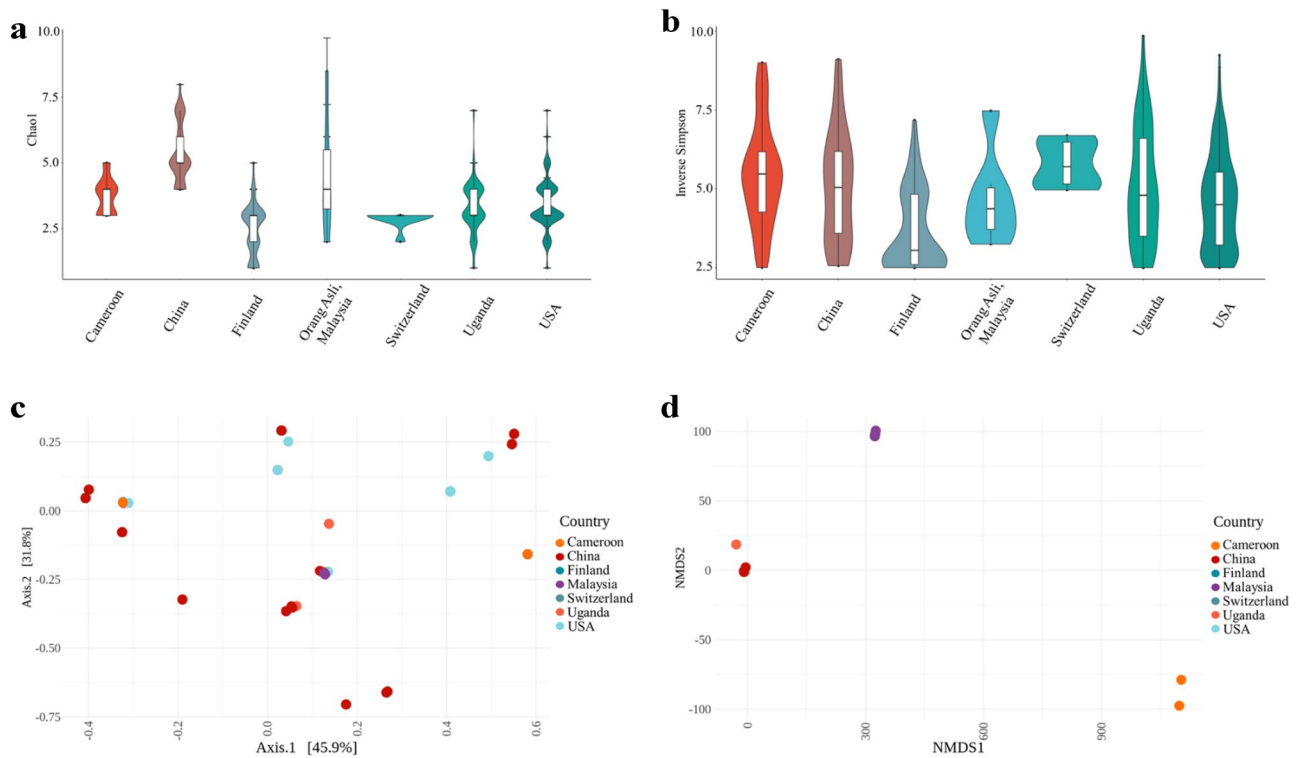 a
10.0
7.5
5.0
2.5
Chao1
Cameroon
China
Finland
Orang Asli,
Malaysia
Switzerland
Uganda
USA
b
10.0
7.5
5.0
2.5
Inverse Simpson
Cameroon
China
Finland
Orang Asli,
Malaysia
Switzerland
Uganda
USA
c
0.25
0.00
-0.25
-0.50
-0.75
Axis.2 [31.8%]
-0.4
-0.2
0.0
0.2
0.4
0.6
Axis.1 [45.9%]
Country
Cameroon
China
Finland
Malaysia
Switzerland
Uganda
USA
d
100
50
0
-50
-100
NMDS2
0
300
600
900
NMDS1
Country
Cameroon
China
Finland
Malaysia
Switzerland
Uganda
USA